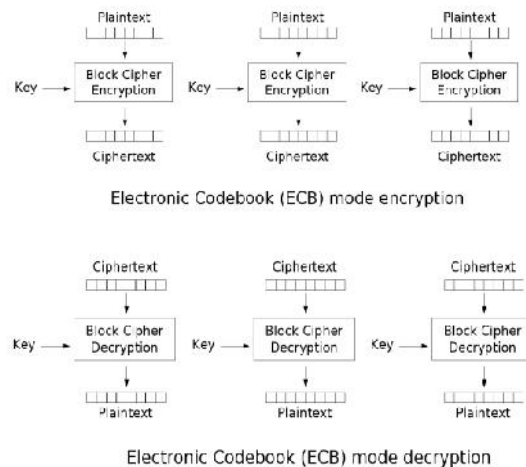 Plaintext Plaintext Plaintext
Key Block Cipher Encryption Key Block Cipher Encryption Key Block Cipher Encryption
Ciphertext Ciphertext Ciphertext
Electronic Codebook (ECB) mode encryption
Ciphertext Ciphertext Ciphertext
Key Block Cipher Decryption Key Block Cipher Decryption Key Block Cipher Decryption
Plaintext Plaintext Plaintext
Electronic Codebook (ECB) mode decryption